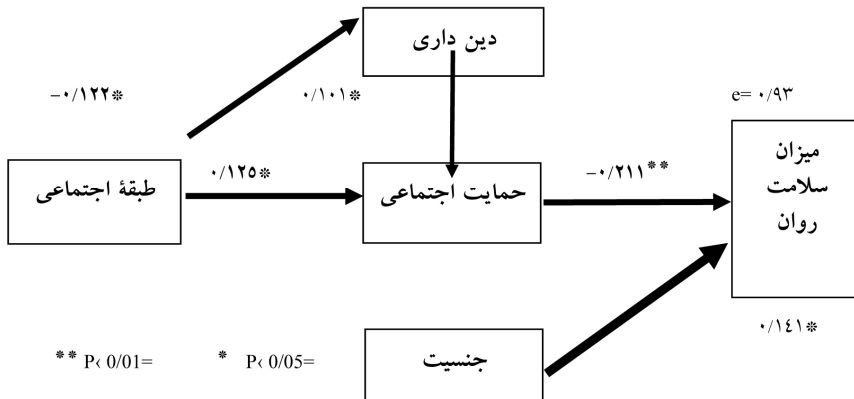 دین داری
-۰/۱۲۲*
۰/۱۰۱*
e= ۰/۹۳
میزان
سلامت
روان
طبقۀ اجتماعی
۰/۱۲۵*
حمایت اجتماعی
-۰/۲۱۱**
۰/۱۴۱*
** P‹ 0/01=
* P‹ 0/05=
جنسیت